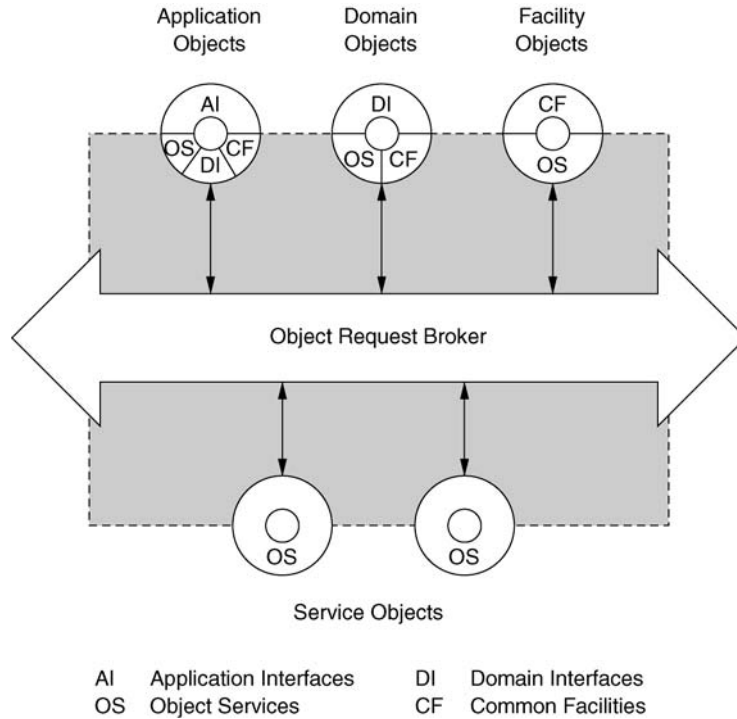 Application Objects
Domain Objects
Facility Objects
AI
OS
DI
CF
DI
OS
CF
CF
OS
Object Request Broker
OS
OS
Service Objects
AI Application Interfaces
DI Domain Interfaces
OS Object Services
CF Common Facilities